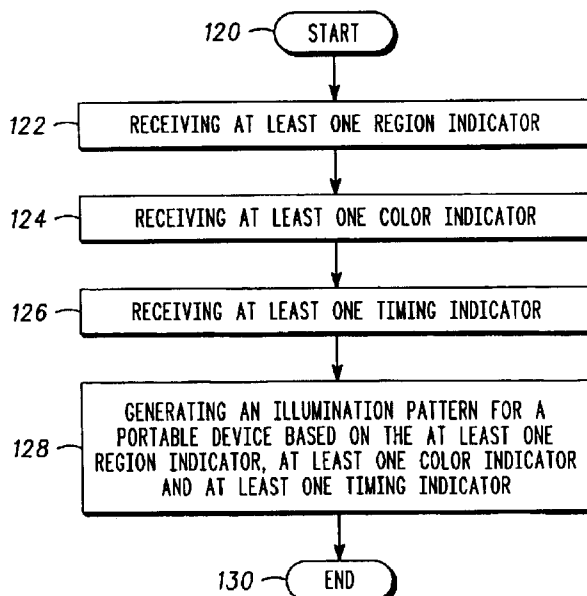 120 START
122 RECEIVING AT LEAST ONE REGION INDICATOR
124 RECEIVING AT LEAST ONE COLOR INDICATOR
126 RECEIVING AT LEAST ONE TIMING INDICATOR
GENERATING AN ILLUMINATION PATTERN FOR A
PORTABLE DEVICE BASED ON THE AT LEAST ONE
128 REGION INDICATOR, AT LEAST ONE COLOR INDICATOR
AND AT LEAST ONE TIMING INDICATOR
130 END